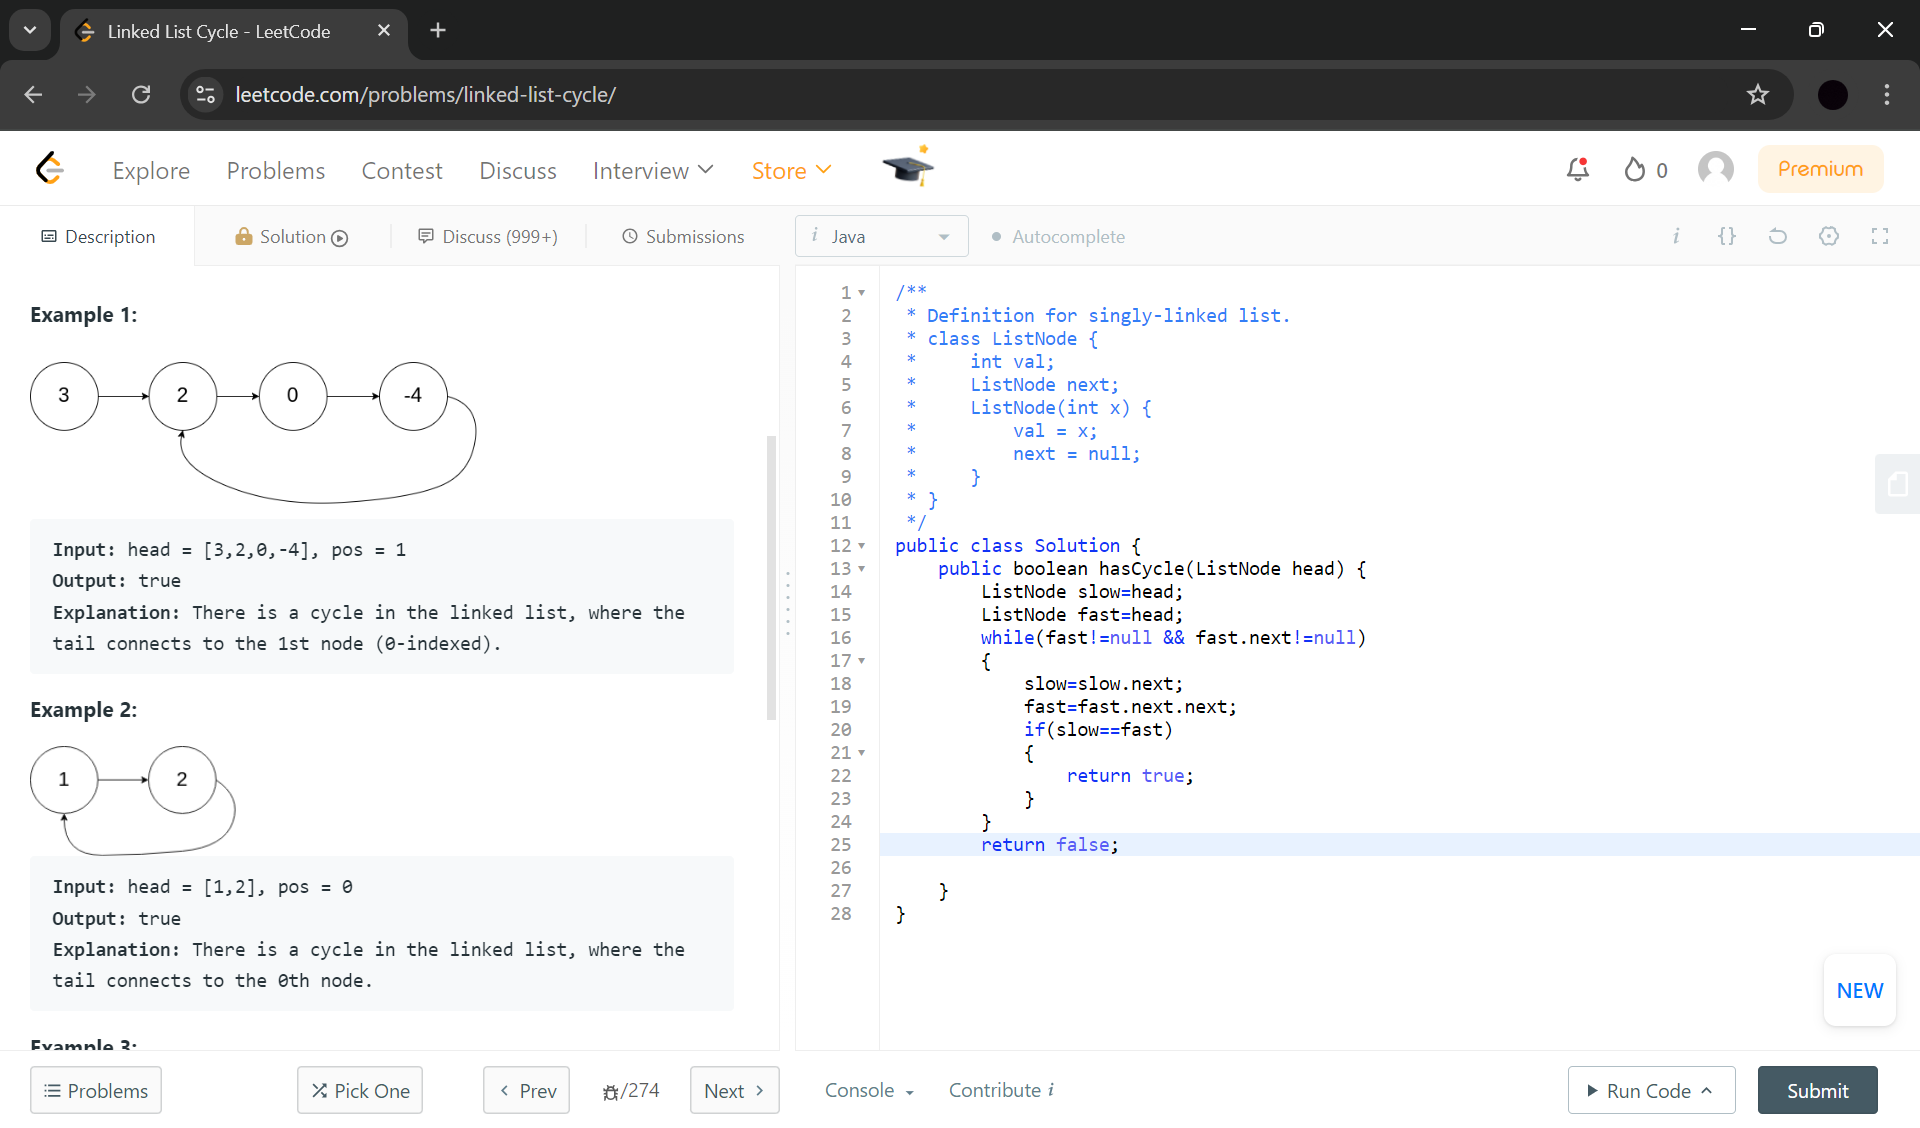 Linked List Cycle - LeetCode
leetcode.com/problems/linked-list-cycle/
Explore Problems Contest Discuss Interview Store 0 Premium
Description Solution Discuss (999+) Submissions i Java Autocomplete i {}
Example 1:
3 2 0 -4
Input: head = [3,2,0,-4], pos = 1
Output: true
Explanation: There is a cycle in the linked list, where the
tail connects to the 1st node (0-indexed).
Example 2:
1 2
Input: head = [1,2], pos = 0
Output: true
Explanation: There is a cycle in the linked list, where the
tail connects to the 0th node.
Example 3:
1 /**
2 * Definition for singly-linked list.
3 * class ListNode {
4 *     int val;
5 *     ListNode next;
6 *     ListNode(int x) {
7 *         val = x;
8 *         next = null;
9 *     }
10 * }
11 */
12 public class Solution {
13     public boolean hasCycle(ListNode head) {
14         ListNode slow=head;
15         ListNode fast=head;
16         while(fast!=null && fast.next!=null)
17         {
18             slow=slow.next;
19             fast=fast.next.next;
20             if(slow==fast)
21             {
22                 return true;
23             }
24         }
25         return false;
26
27     }
28 }
NEW
Problems Pick One Prev /274 Next Console Contribute i Run Code Submit